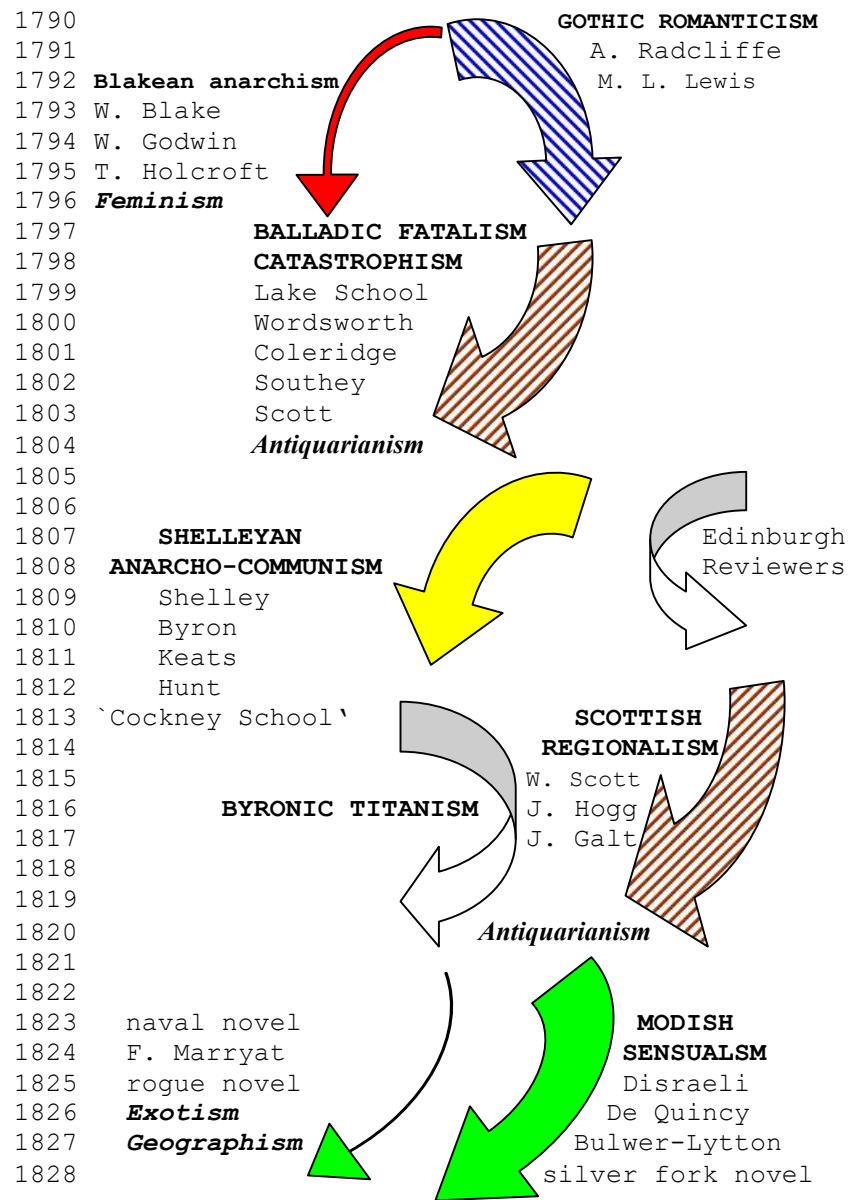 1790 GOTHIC ROMANTICISM
1791 A. Radcliffe
1792 Blakean anarchism M. L. Lewis
1793 W. Blake
1794 W. Godwin
1795 T. Holcroft
1796 Feminism
1797 BALLADIC FATALISM
1798 CATASTROPHISM
1799 Lake School
1800 Wordsworth
1801 Coleridge
1802 Southey
1803 Scott
1804 Antiquarianism
1805
1806
1807 SHELLEYAN Edinburgh
1808 ANARCHO-COMMUNISM Reviewers
1809 Shelley
1810 Byron
1811 Keats
1812 Hunt
1813 `Cockney School‛ SCOTTISH
1814 REGIONALISM
1815 W. Scott
1816 BYRONIC TITANISM J. Hogg
1817 J. Galt
1818
1819
1820 Antiquarianism
1821
1822
1823 naval novel MODISH
1824 F. Marryat SENSUALSM
1825 rogue novel Disraeli
1826 Exotism De Quincy
1827 Geographism Bulwer-Lytton
1828 silver fork novel